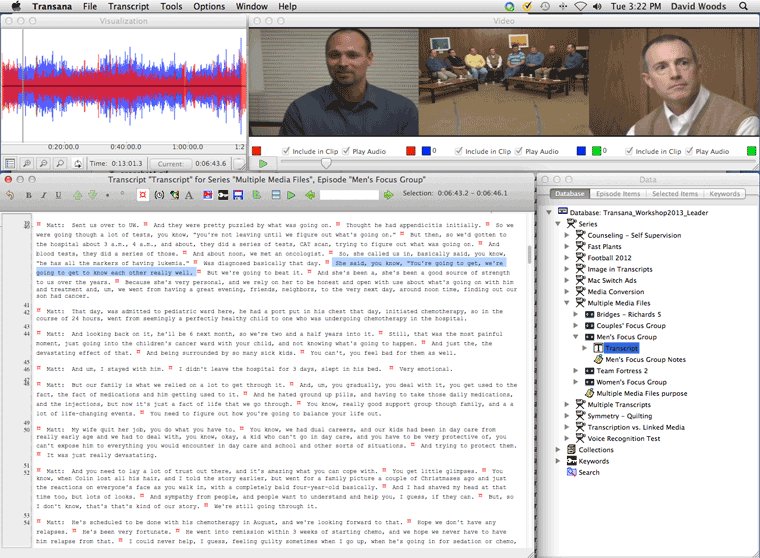 Transana File Transcript Tools Options Window Help Tue 3:22 PM David Woods
Visualization
0:20:00.0 0:40:00.0 1:00:00.0 1:2
Time: 0:13:01.3 Current: 0:06:43.6
Video
Include in Clip Play Audio 0 Include in Clip Play Audio 0 Include in Clip Play Audio
Transcript "Transcript" for Series "Multiple Media Files", Episode "Men's Focus Group"
B I U A Selection: 0:06:43.2 - 0:06:46.1
40 Matt: Sent us over to UW. And they were pretty puzzled by what was going on. Thought he had appendicitis initially. So we
were going though a lot of tests, you know, "you're not leaving until we figure out what's going on." But then, so we'd gotten to
the hospital about 3 a.m., 4 a.m., and about, they did a series of tests, CAT scan, trying to figure out what was going on. And
blood tests, they did a series of those. And about noon, we met an oncologist. So, she called us in, basically said, you know,
"he has all the markers of having lukemia." Was diagnosed basically that day. She said, you know, "You're going to get, we're
going to get to know each other really well. But we're going to beat it. And she's been a, she's been a good source of strength
to us over the years. Because she's very personal, and we rely on her to be honest and open with use about what's going on with him
and treatment and, um, we went from having a great evening, friends, neighbors, to the very next day, around noon time, finding out our
son had cancer.
41
42 Matt: That day, was admitted to pediatric ward here, he had a port put in his chest that day, initiated chemotherapy, so in the
course of 24 hours, went from seemingly a perfectly healthy child to one who was undergoing chemotherapy in the hospital.
43
44 Matt: And looking back on it, he'll be 6 next month, so we're two and a half years into it. Still, that was the most painful
moment, just going into the children's cancer ward with your child, and not knowing what's going to happen. And just the, the
devastating effect of that. And being surrounded by so many sick kids. You can't, you feel bad for them as well.
45
46 Matt: And um, I stayed with him. I didn't leave the hospital for 3 days, slept in his bed. Very emotional.
48 Matt: But our family is what we relied on a lot to get through it. And, um, you gradually, you deal with it, you get used to the
fact, the fact of medications and him getting used to it. And he hated ground up pills, and having to take those daily medications,
and the injections, but now it's just a fact of life that we go through. You know, really good support group though family, and a a
lot of life-changing events. You need to figure out how you're going to balance your life out.
49
50 Matt: My wife quit her job, you do what you have to. You know, we had dual careers, and our kids had been in day care from
really early age and we had to deal with, you know, okay, a kid who can't go in day care, and you have to be very protective of, you
can't expose him to everything you would encounter in day care and school and other sorts of situations. And trying to protect them.
It was just really devastating.
51
52 Matt: And you need to lay a lot of trust out there, and it's amazing what you can cope with. You get little glimpses. You
know, when Colin lost all his hair, and I told the story earlier, but went for a family picture a couple of Christmases ago and just
the reactions on everyone's face as you walk in, with a completely bald four-year-old basically. And I had shaved my head at that
time too, but lots of looks. And sympathy from people, and people want to understand and help you, I guess, if they can. But, so
I don't know, that's that's kind of our story. We're still going through it.
53
54 Matt: He's scheduled to be done with his chemotherapy in August, and we're looking forward to that. Hope we don't have any
relapses. He's been very fortunate. He went into remission within 3 weeks of starting chemo, and we hope we never have to have
him relapse from that. I could never help, I guess, feeling guilty sometimes when I go up, when he's going in for sedation or chemo,
Data
Database Episode Items Selected Items Keywords
Database: Transana_Workshop2013_Leader
Series
Counseling - Self Supervision
Fast Plants
Football 2012
Image in Transcripts
Mac Switch Ads
Media Conversion
Multiple Media Files
Bridges - Richards 5
Couples' Focus Group
Men's Focus Group
Transcript
Men's Focus Group Notes
Team Fortress 2
Women's Focus Group
Multiple Media Files purpose
Multiple Transcripts
Symmetry - Quilting
Transcription vs. Linked Media
Voice Recognition Test
Collections
Keywords
Search